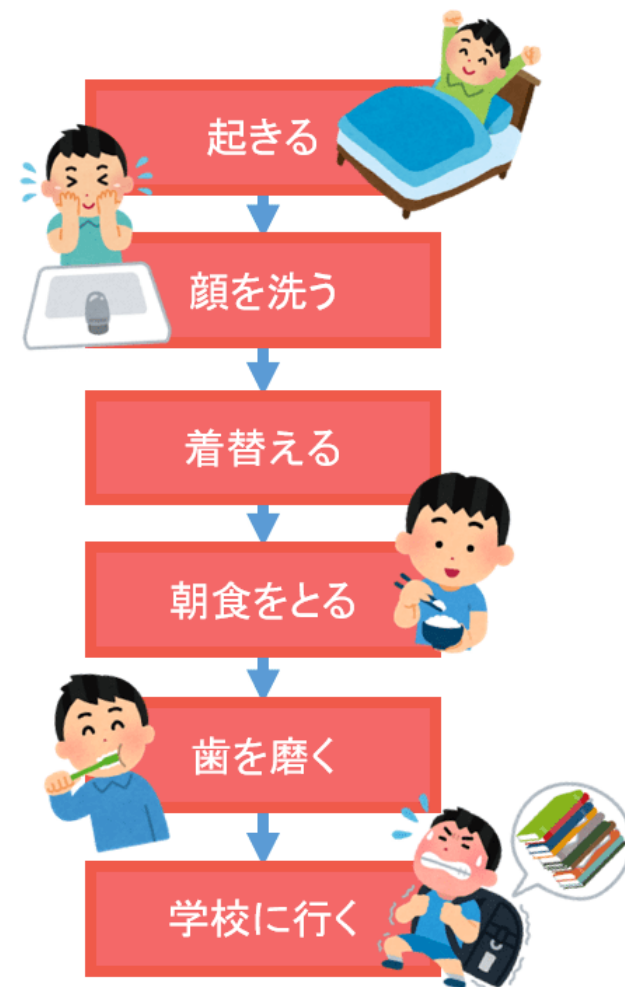 起きる
顔を洗う
着替える
朝食をとる
歯を磨く
学校に行く